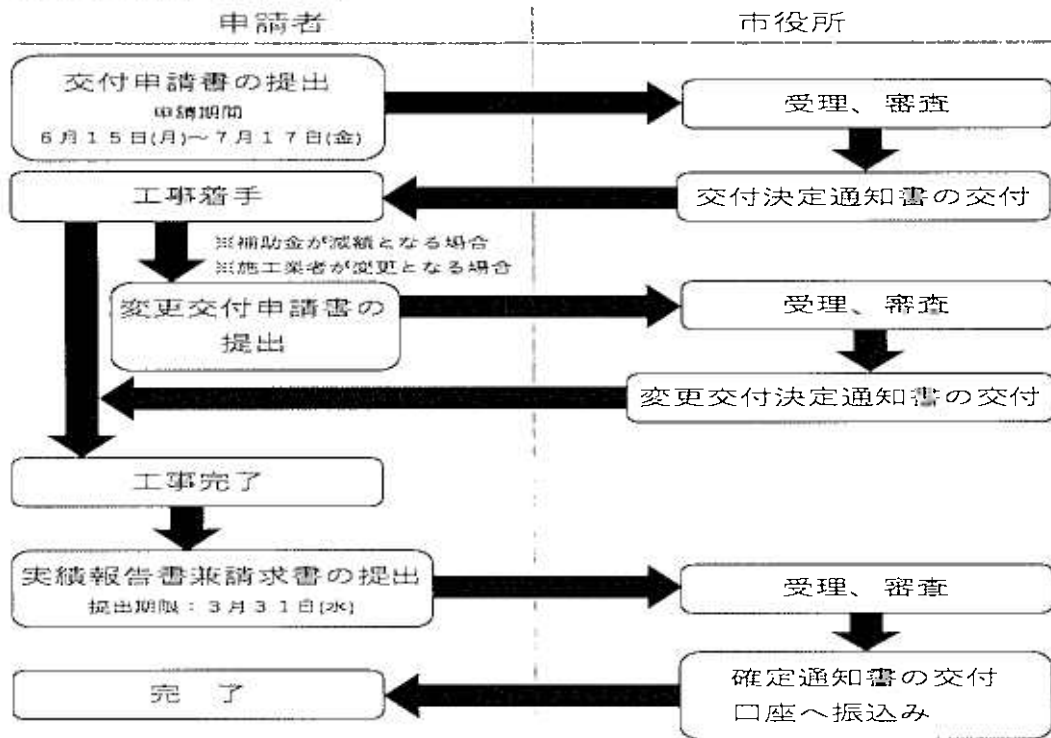 申請者
市役所
交付申請書の提出
申請期間
6月15日(月)～7月17日(金)
受理、審査
工事着手
交付決定通知書の交付
※補助金が減額となる場合
※施工業者が変更となる場合
変更交付申請書の
提出
受理、審査
変更交付決定通知書の交付
工事完了
実績報告書兼請求書の提出
提出期限：3月31日(水)
受理、審査
確定通知書の交付
口座へ振込み
完　了